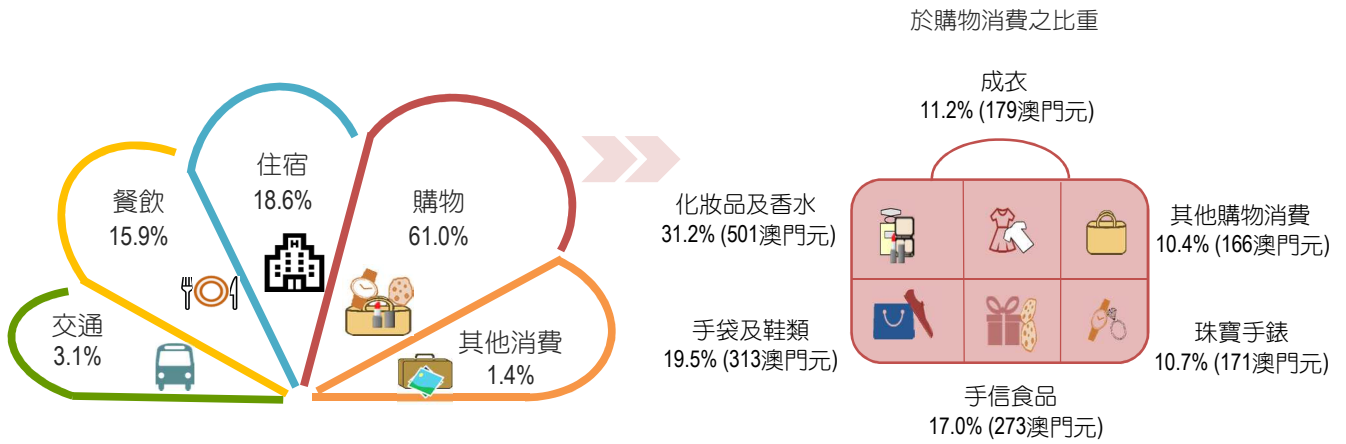 交通
3.1%
餐飲
15.9%
住宿
18.6%
H
購物
61.0%
其他消費
1.4%
於購物消費之比重
成衣
11.2% (179澳門元)
化妝品及香水
31.2% (501澳門元)
其他購物消費
10.4% (166澳門元)
手袋及鞋類
19.5% (313澳門元)
珠寶手錶
10.7% (171澳門元)
手信食品
17.0% (273澳門元)